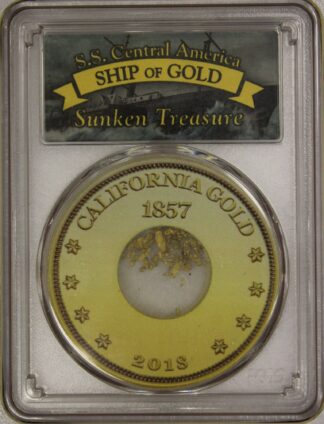 S.S. Central America
SHIP OF GOLD
Sunken Treasure
CALIFORNIA GOLD
1857
2018